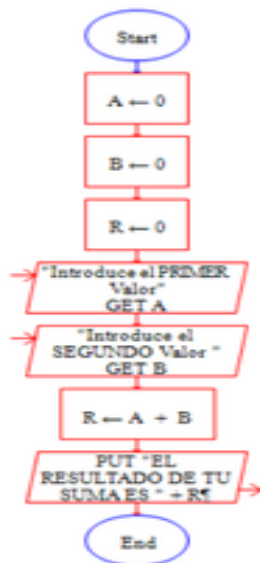 Start
A ← 0
B ← 0
R ← 0
"Introduce el PRIMER
Valor"
GET A
"Introduce el
SEGUNDO Valor "
GET B
R ← A + B
PUT "EL
RESULTADO DE TU
SUMA ES " + R¶
End